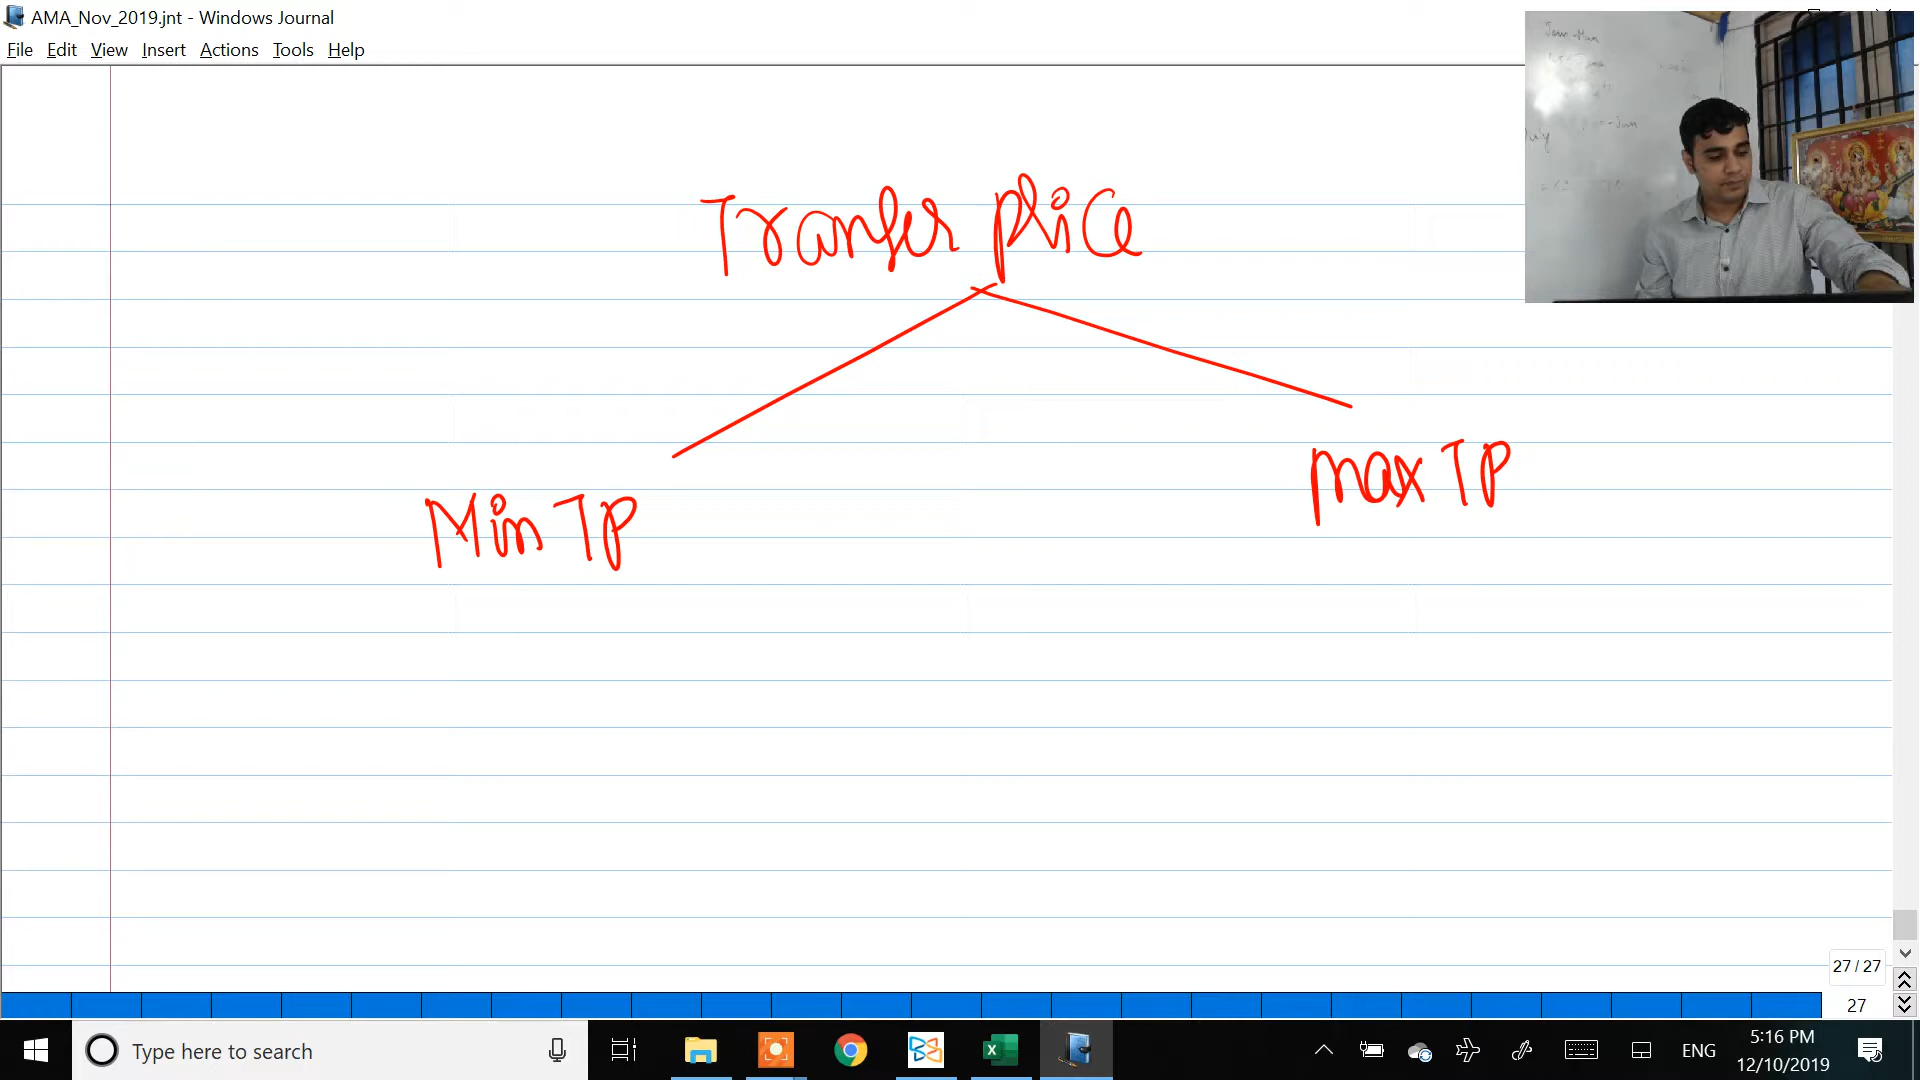 AMA_Nov_2019.jnt - Windows Journal
File Edit View Insert Actions Tools Help
Tranfer price
Min TP
Max TP
27 / 27
27
Type here to search
ENG
5:16 PM
12/10/2019